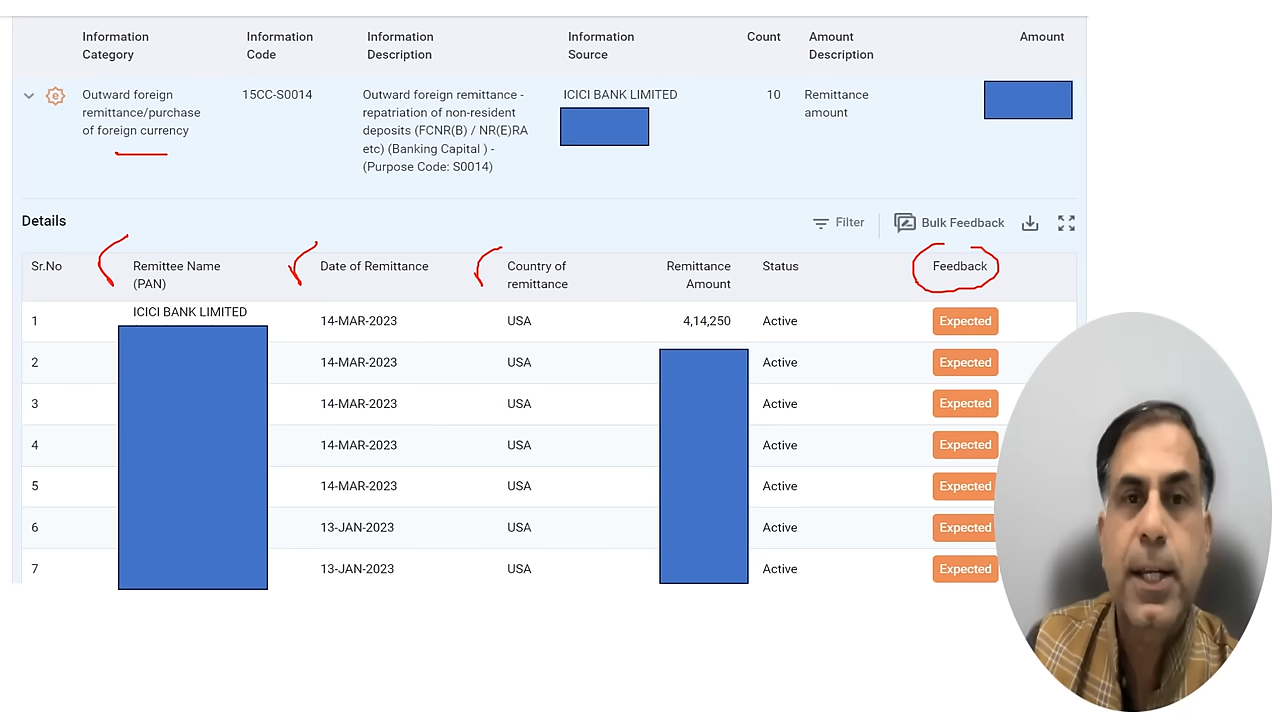 Information Category
Information Code
Information Description
Information Source
Count
Amount Description
Amount
Outward foreign
remittance/purchase
of foreign currency
15CC-S0014
Outward foreign remittance -
repatriation of non-resident
deposits (FCNR(B) / NR(E)RA
etc) (Banking Capital ) -
(Purpose Code: S0014)
ICICI BANK LIMITED
10
Remittance
amount
Details
Filter
Bulk Feedback
Sr.No
Remittee Name
(PAN)
Date of Remittance
Country of
remittance
Remittance
Amount
Status
Feedback
ICICI BANK LIMITED
1 14-MAR-2023 USA 4,14,250 Active Expected
2 14-MAR-2023 USA Active Expected
3 14-MAR-2023 USA Active Expected
4 14-MAR-2023 USA Active Expected
5 14-MAR-2023 USA Active Expected
6 13-JAN-2023 USA Active Expected
7 13-JAN-2023 USA Active Expected